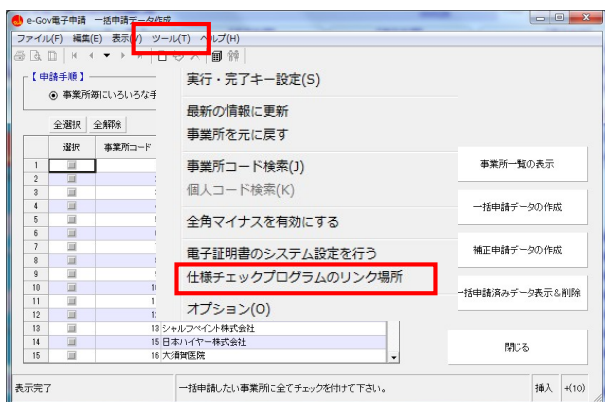 e-Gov電子申請 一括申請データ作成
ファイル(F) 編集(E) 表示(V) ツール(T) ヘルプ(H)
【 申請手順 】
事業所毎にいろいろな手
全選択 全解除
選択 事業所コード
1
2
3
4
5
6
7
8
9
10
11
12
13 13 シャルフペイント株式会社
14 15 日本ハイヤー株式会社
15 16 大須賀医院
実行・完了キー設定(S)
最新の情報に更新
事業所を元に戻す
事業所コード検索(J)
個人コード検索(K)
全角マイナスを有効にする
電子証明書のシステム設定を行う
仕様チェックプログラムのリンク場所
オプション(O)
事業所一覧の表示
一括申請データの作成
補正申請データの作成
一括申請済みデータ表示&削除
閉じる
表示完了 一括申請したい事業所に全てチェックを付けて下さい。 挿入 +(10)